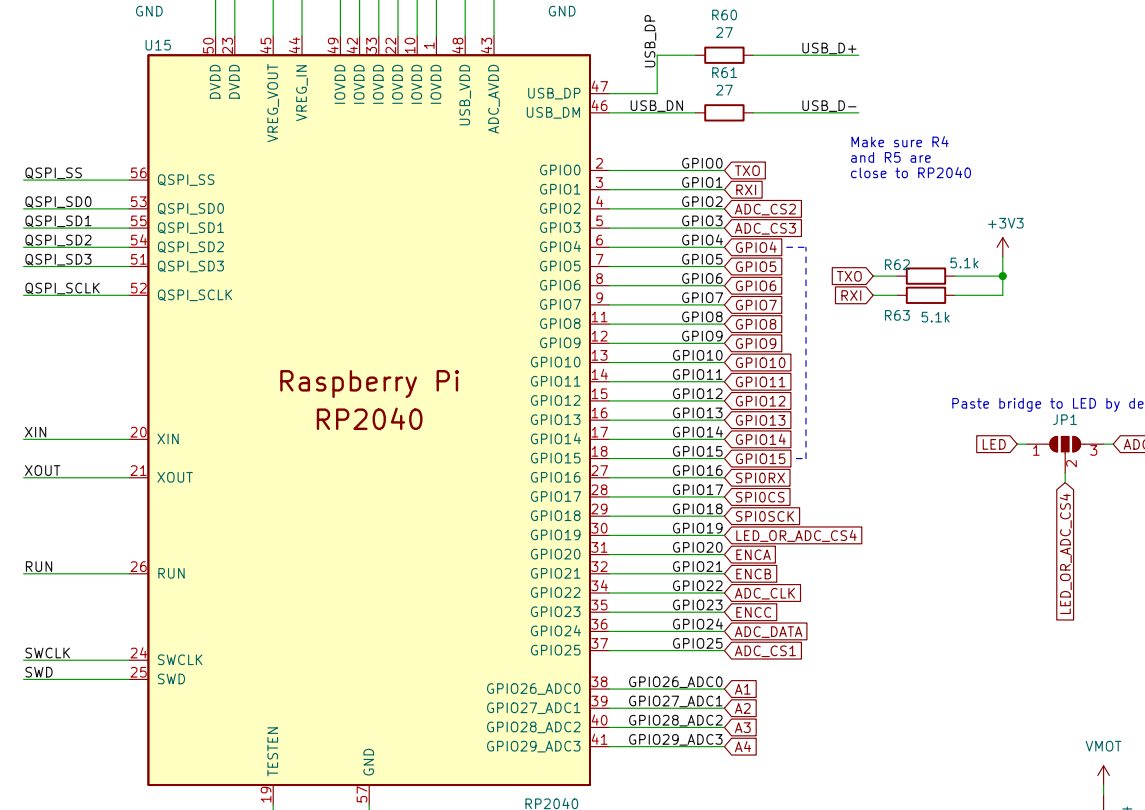 GND
GND
U15
50
23
45
44
49
42
33
22
10
1
48
43
DVDD
DVDD
VREG_VOUT
VREG_IN
IOVDD
IOVDD
IOVDD
IOVDD
IOVDD
IOVDD
USB_VDD
ADC_AVDD
USB_DP
R60
27
USB_D+
USB_DP 47
R61
27
USB_DM 46 USB_DN
USB_D-
Make sure R4
and R5 are
close to RP2040
QSPI_SS 56 QSPI_SS
QSPI_SD0 53 QSPI_SD0
QSPI_SD1 55 QSPI_SD1
QSPI_SD2 54 QSPI_SD2
QSPI_SD3 51 QSPI_SD3
QSPI_SCLK 52 QSPI_SCLK
Raspberry Pi
RP2040
XIN 20 XIN
XOUT 21 XOUT
RUN 26 RUN
SWCLK 24 SWCLK
SWD 25 SWD
GPIO0 2 GPIO0 TXO
GPIO1 3 GPIO1 RXI
GPIO2 4 GPIO2 ADC_CS2
GPIO3 5 GPIO3 ADC_CS3
GPIO4 6 GPIO4 GPIO4
GPIO5 7 GPIO5 GPIO5
GPIO6 8 GPIO6 GPIO6
GPIO7 9 GPIO7 GPIO7
GPIO8 11 GPIO8 GPIO8
GPIO9 12 GPIO9 GPIO9
GPIO10 13 GPIO10 GPIO10
GPIO11 14 GPIO11 GPIO11
GPIO12 15 GPIO12 GPIO12
GPIO13 16 GPIO13 GPIO13
GPIO14 17 GPIO14 GPIO14
GPIO15 18 GPIO15 GPIO15
GPIO16 27 GPIO16 SPI0RX
GPIO17 28 GPIO17 SPI0CS
GPIO18 29 GPIO18 SPI0SCK
GPIO19 30 GPIO19 LED_OR_ADC_CS4
GPIO20 31 GPIO20 ENCA
GPIO21 32 GPIO21 ENCB
GPIO22 34 GPIO22 ADC_CLK
GPIO23 35 GPIO23 ENCC
GPIO24 36 GPIO24 ADC_DATA
GPIO25 37 GPIO25 ADC_CS1
GPIO26_ADC0 38 GPIO26_ADC0 A1
GPIO27_ADC1 39 GPIO27_ADC1 A2
GPIO28_ADC2 40 GPIO28_ADC2 A3
GPIO29_ADC3 41 GPIO29_ADC3 A4
TESTEN
19
GND
57
RP2040
+3V3
TXO R62 5.1k
RXI
R63 5.1k
Paste bridge to LED by de
JP1
LED 1 3 ADC
2
LED_OR_ADC_CS4
VMOT
+